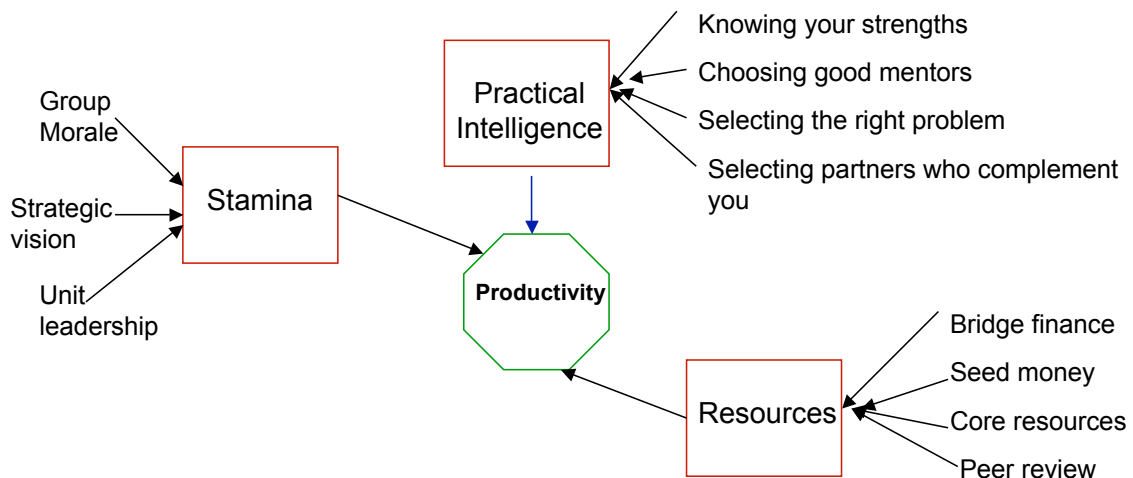 Knowing your strengths
Choosing good mentors
Selecting the right problem
Selecting partners who complement
you
Practical
Intelligence
Group
Morale
Strategic
vision
Unit
leadership
Stamina
Productivity
Resources
Bridge finance
Seed money
Core resources
Peer review